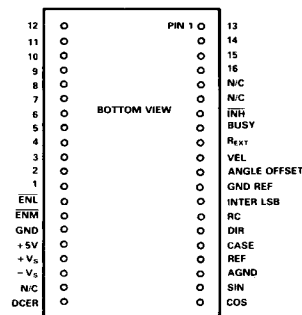 12 PIN 1 13
11 14
10 15
9 16
8 N/C
7 N/C
6 BOTTOM VIEW INH
5 BUSY
4 REXT
3 VEL
2 ANGLE OFFSET
1 GND REF
ENL INTER LSB
ENM RC
GND DIR
+5V CASE
+VS REF
−VS AGND
N/C SIN
DCER COS